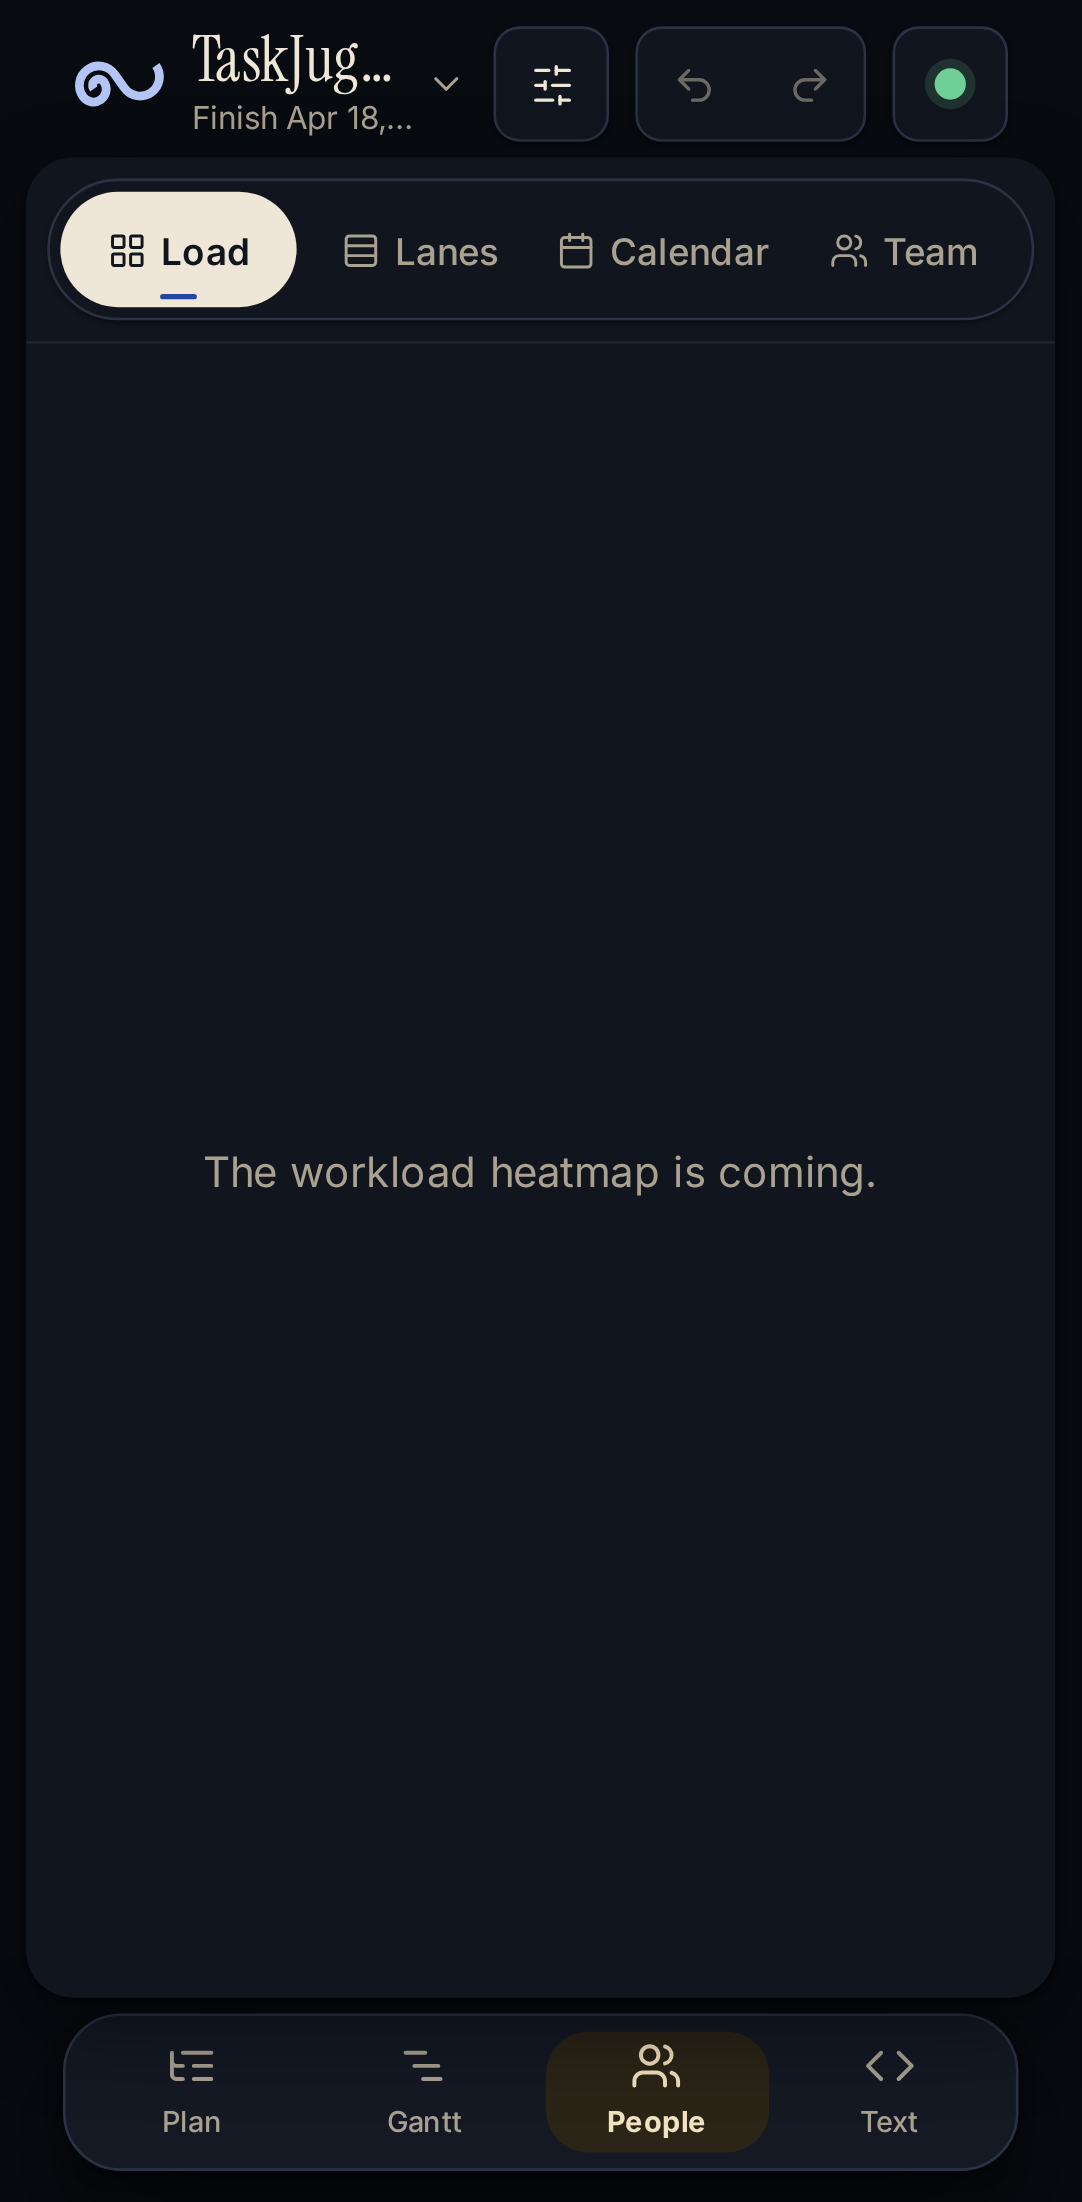 TaskJug...
Finish Apr 18,...
Load
Lanes
Calendar
Team
The workload heatmap is coming.
Plan
Gantt
People
Text